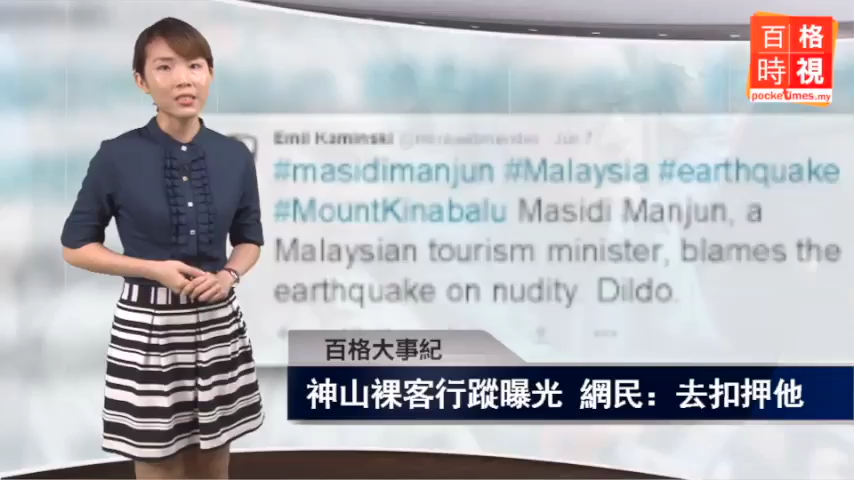 百格
時視
pocketimes.my
Emil Kaminski Jun 7
#masidimanjun #Malaysia #earthquake
#MountKinabalu Masidi Manjun, a
Malaysian tourism minister, blames the
earthquake on nudity. Dildo.
百格大事紀
神山裸客行蹤曝光 網民：去扣押他